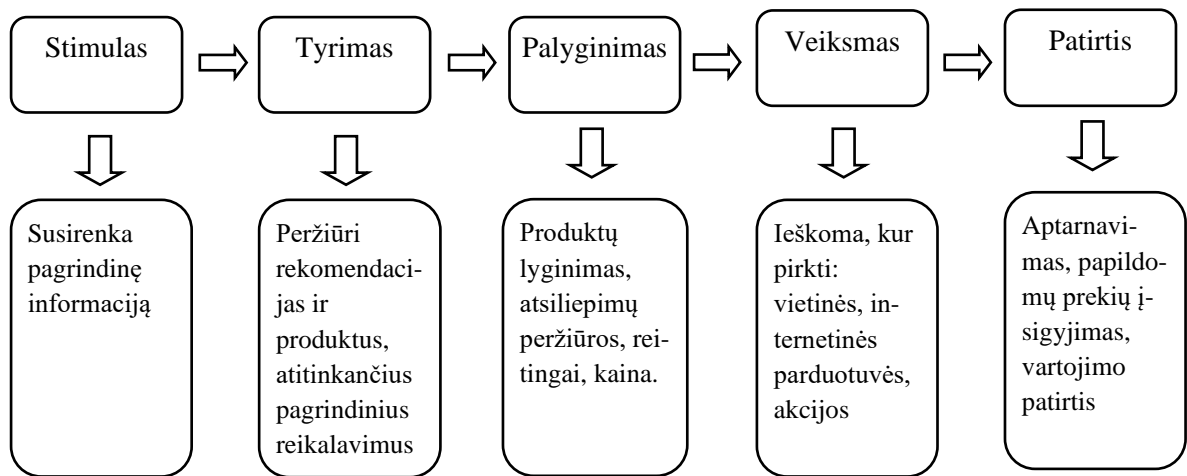 Stimulas
Tyrimas
Palyginimas
Veiksmas
Patirtis
Susirenka
pagrindinę
informaciją
Peržiūri
rekomendaci-
jas ir
produktus,
atitinkančius
pagrindinius
reikalavimus
Produktų
lyginimas,
atsiliepimų
peržiūros, rei-
tingai, kaina.
Ieškoma, kur
pirkti:
vietinės, in-
ternetinės
parduotuvės,
akcijos
Aptarnavi-
mas, papildo-
mų prekių į-
sigyjimas,
vartojimo
patirtis